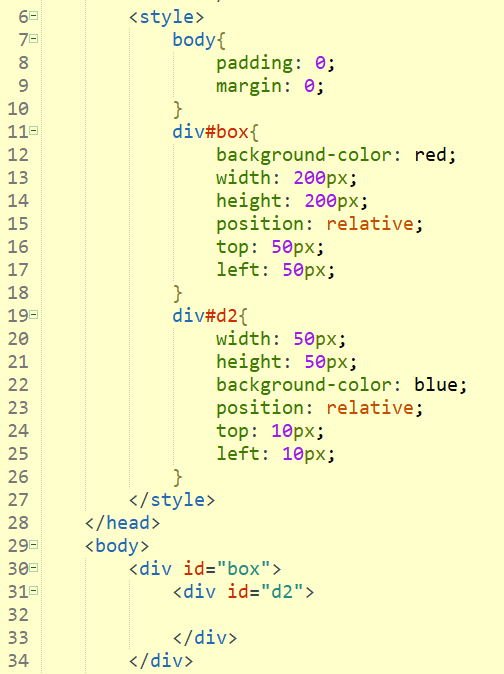 6 <style>
7 body{
8 padding: 0;
9 margin: 0;
10 }
11 div#box{
12 background-color: red;
13 width: 200px;
14 height: 200px;
15 position: relative;
16 top: 50px;
17 left: 50px;
18 }
19 div#d2{
20 width: 50px;
21 height: 50px;
22 background-color: blue;
23 position: relative;
24 top: 10px;
25 left: 10px;
26 }
27 </style>
28 </head>
29 <body>
30 <div id="box">
31 <div id="d2">
32
33 </div>
34 </div>